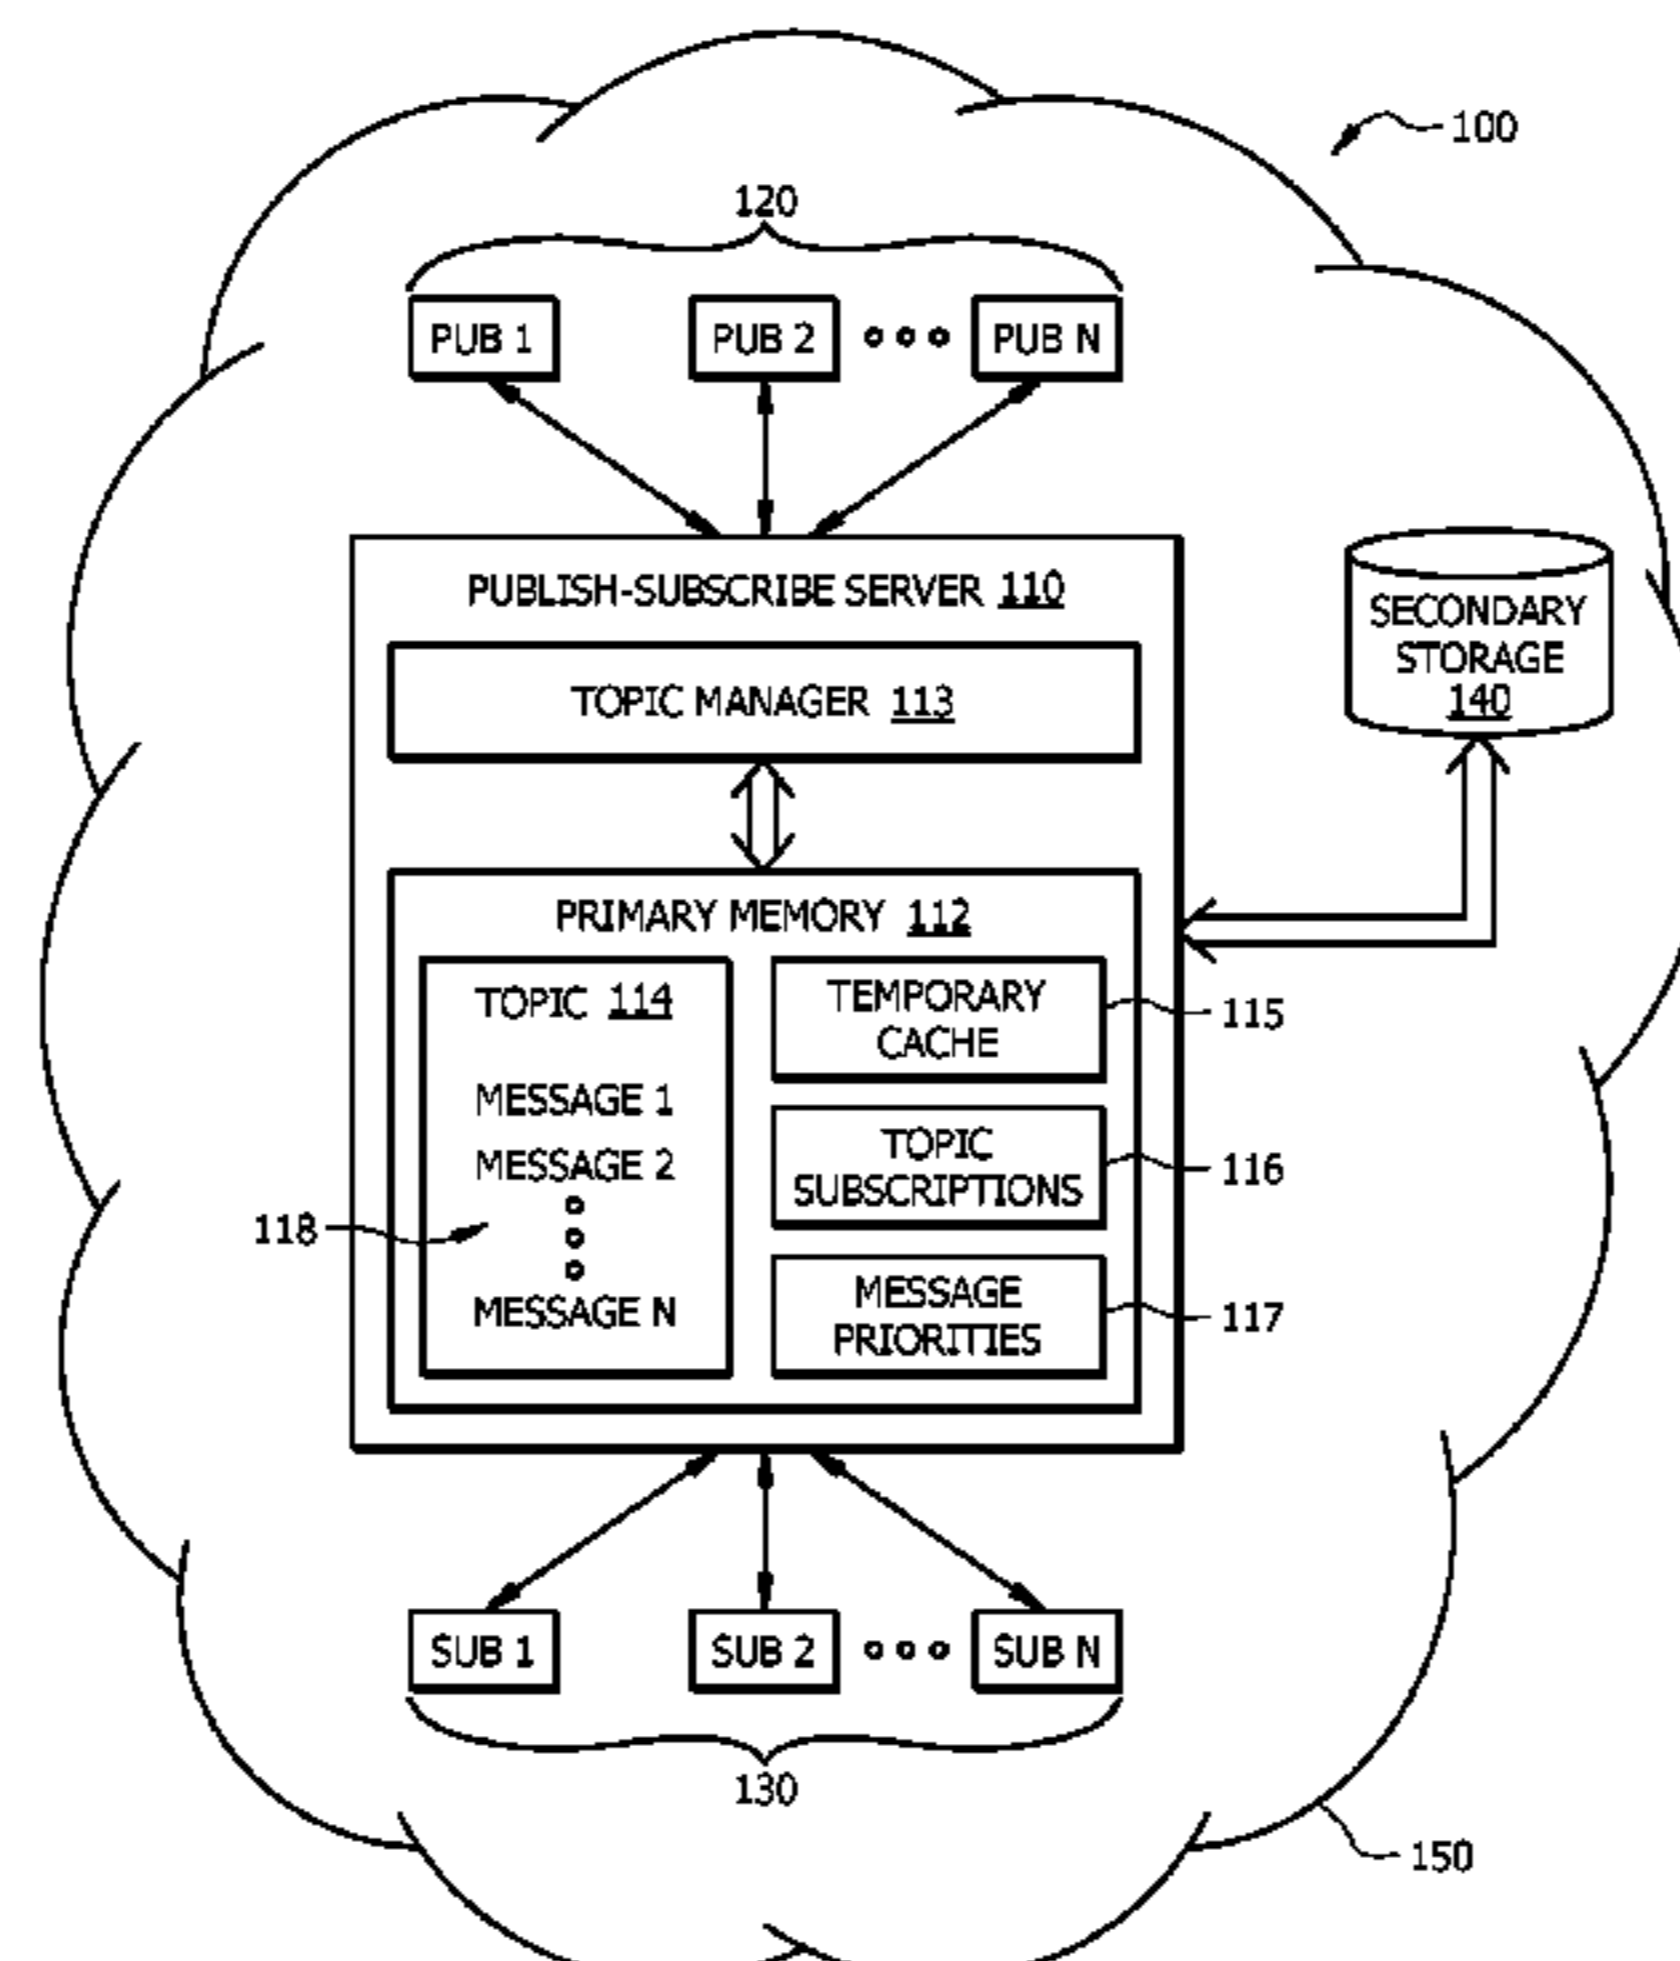 100
120
PUB 1
PUB 2
PUB N
PUBLISH-SUBSCRIBE SERVER 110
TOPIC MANAGER 113
SECONDARY
STORAGE
140
PRIMARY MEMORY 112
TOPIC 114
MESSAGE 1
MESSAGE 2
MESSAGE N
118
TEMPORARY
CACHE
115
TOPIC
SUBSCRIPTIONS
116
MESSAGE
PRIORITIES
117
SUB 1
SUB 2
SUB N
130
150